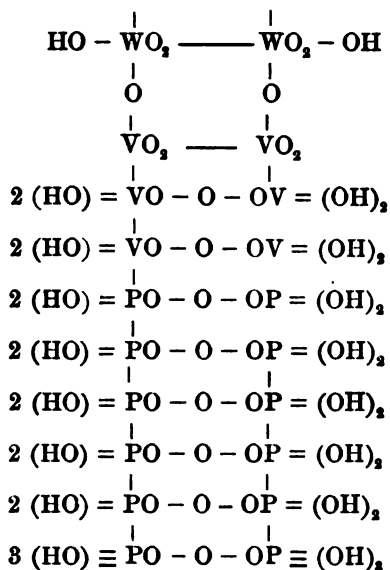 HO – WO₂ —— WO₂ – OH
O O
VO₂ —— VO₂
2 (HO) = VO – O – OV = (OH)₂
2 (HO) = VO – O – OV = (OH)₂
2 (HO) = PO – O – OP = (OH)₂
2 (HO) = PO – O – OP = (OH)₂
2 (HO) = PO – O – OP = (OH)₂
2 (HO) = PO – O – OP = (OH)₂
2 (HO) = PO – O – OP = (OH)₂
3 (HO) ≡ PO – O – OP ≡ (OH)₂